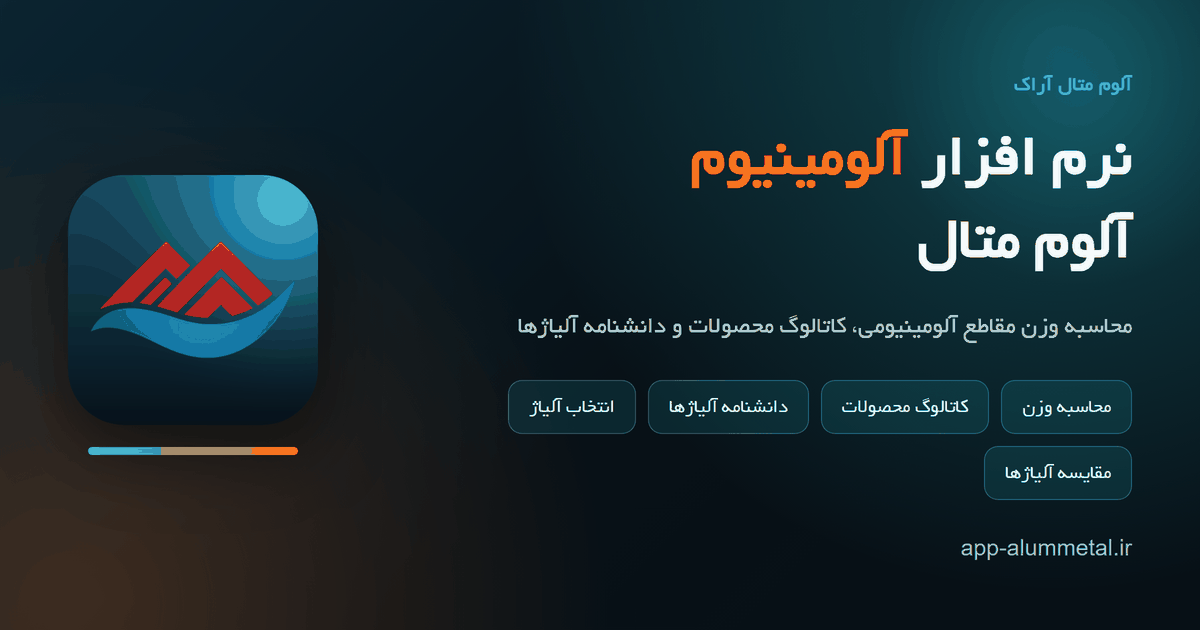 آلوم متال آراک
نرم افزار آلومینیوم
آلوم متال
محاسبه وزن مقاطع آلومینیومی، کاتالوگ محصولات و دانشنامه آلیاژها
محاسبه وزن
کاتالوگ محصولات
دانشنامه آلیاژها
انتخاب آلیاژ
مقایسه آلیاژها
app-alummetal.ir